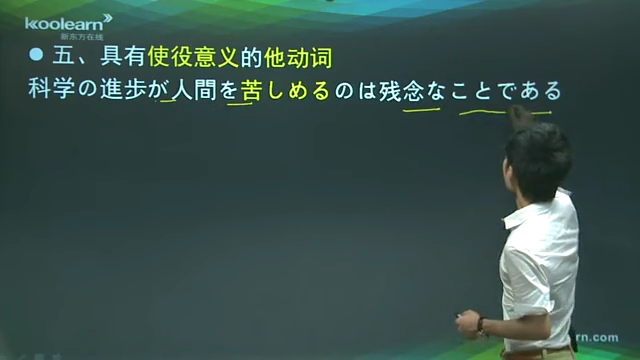 koolearn
新东方在线
● 五、具有使役意义的他动词
科学の進歩が人間を苦しめるのは残念なことである
rn.com